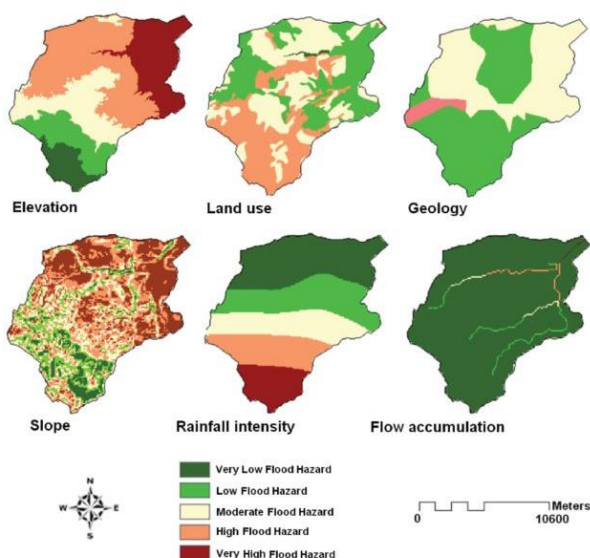 Elevation
Land use
Geology
Slope
Rainfall intensity
Flow accumulation
N
W E
S
Very Low Flood Hazard
Low Flood Hazard
Moderate Flood Hazard
High Flood Hazard
Very High Flood Hazard
Meters
0 10600